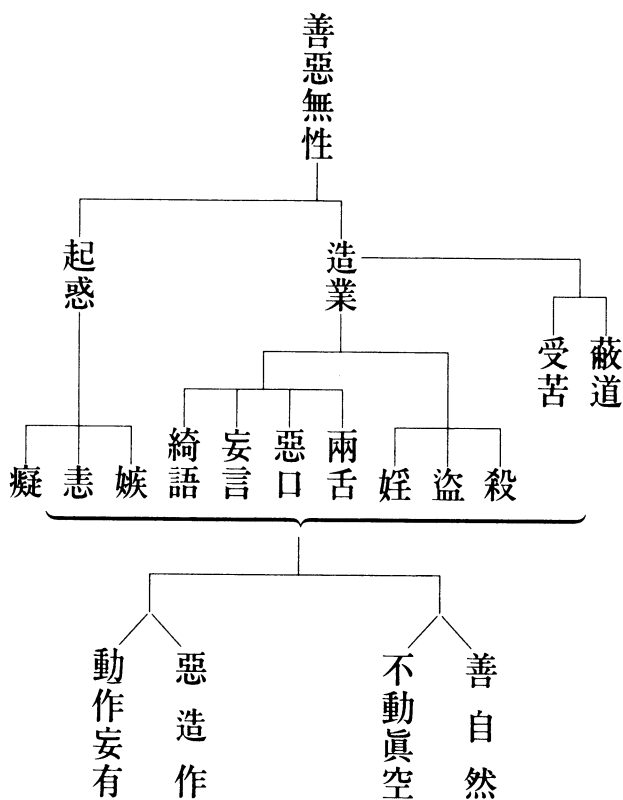 善惡無性
造業
起惑
蔽道
受苦
殺
盜
婬
兩舌
惡口
妄言
綺語
嫉
恚
癡
善自然
不動眞空
惡造作
動作妄有